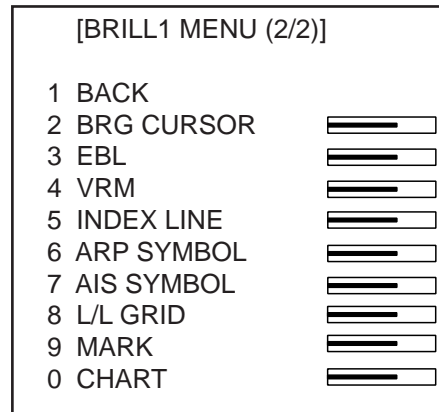 [BRILL1 MENU (2/2)]
1 BACK
2 BRG CURSOR
3 EBL
4 VRM
5 INDEX LINE
6 ARP SYMBOL
7 AIS SYMBOL
8 L/L GRID
9 MARK
0 CHART